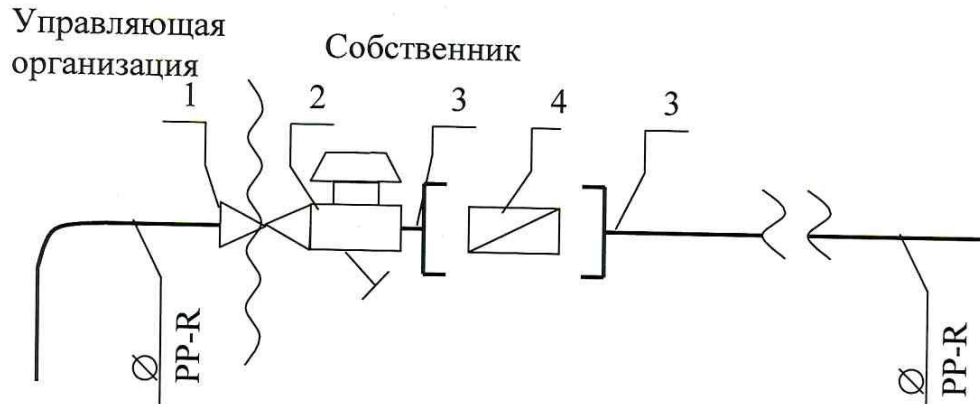 Управляющая
организация
Собственник
1
2
3
4
3
Ø
PP-R
Ø
PP-R